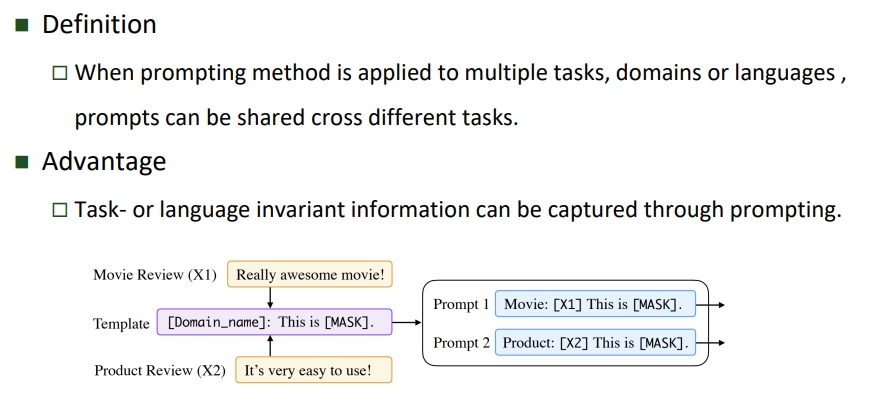 Definition
When prompting method is applied to multiple tasks, domains or languages ,
prompts can be shared cross different tasks.
Advantage
Task- or language invariant information can be captured through prompting.
Movie Review (X1) Really awesome movie!
Template [Domain_name]: This is [MASK].
Product Review (X2) It's very easy to use!
Prompt 1 Movie: [X1] This is [MASK].
Prompt 2 Product: [X2] This is [MASK].